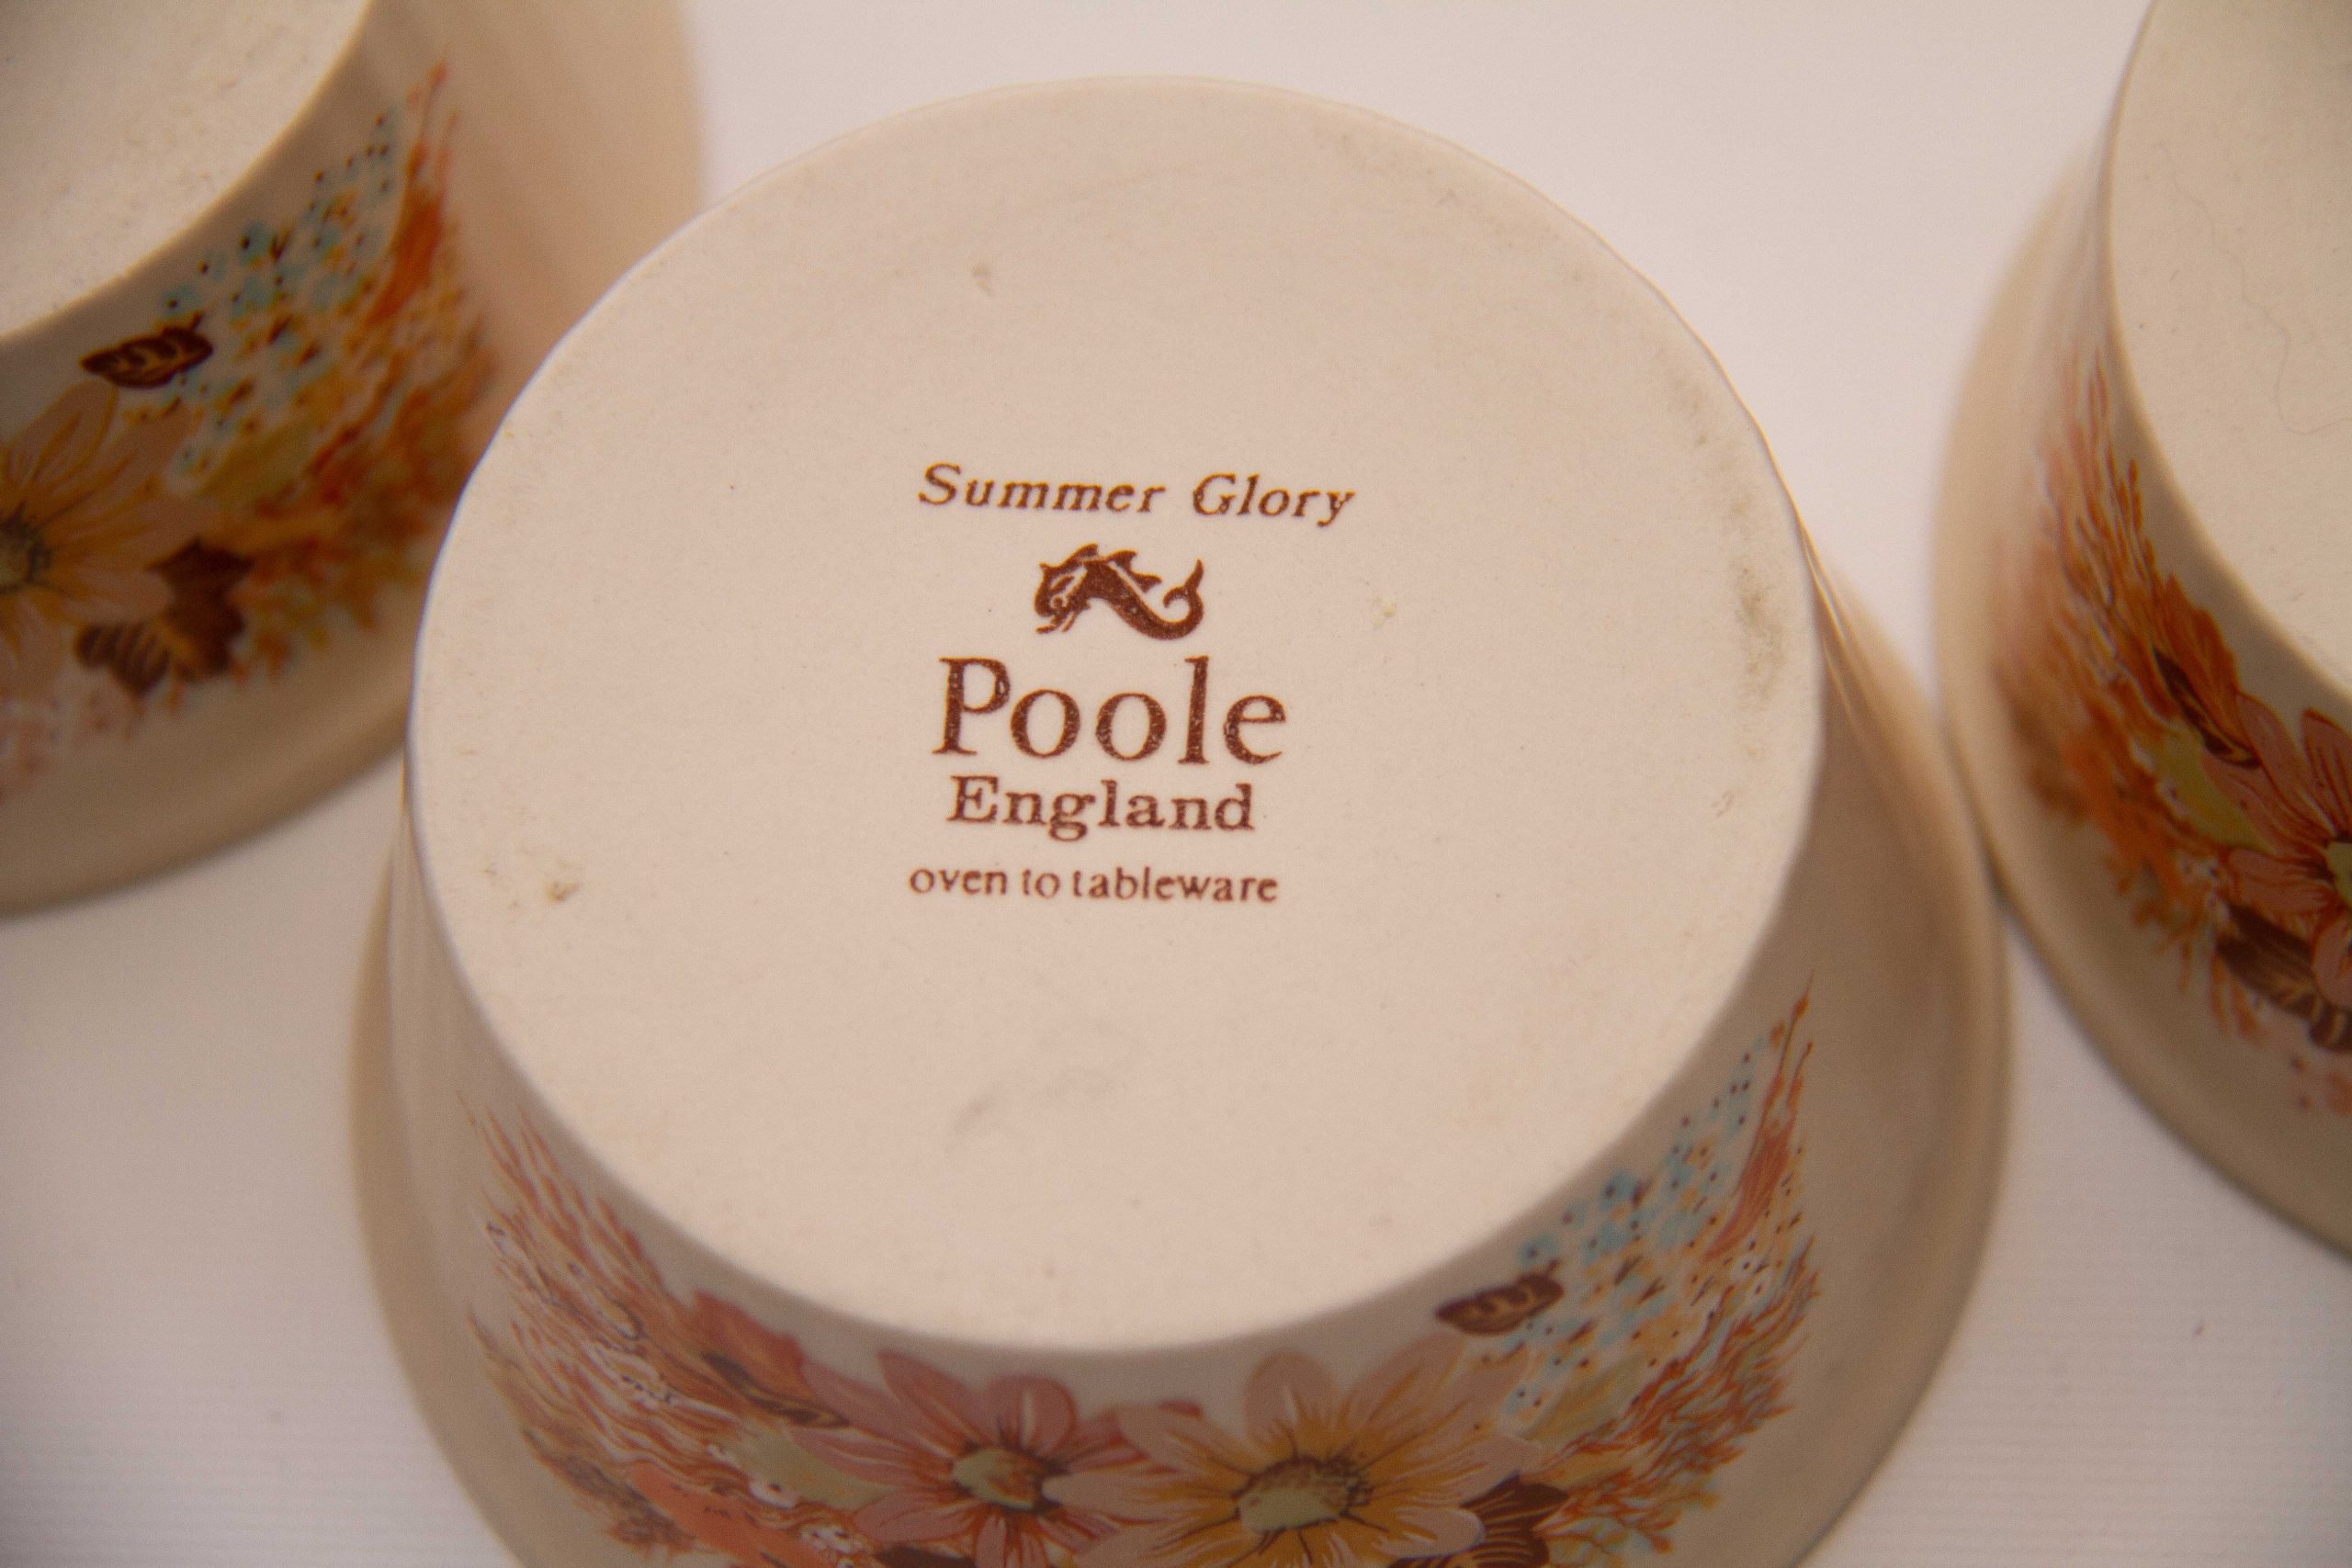 Summer Glory
Poole
England
oven to tableware